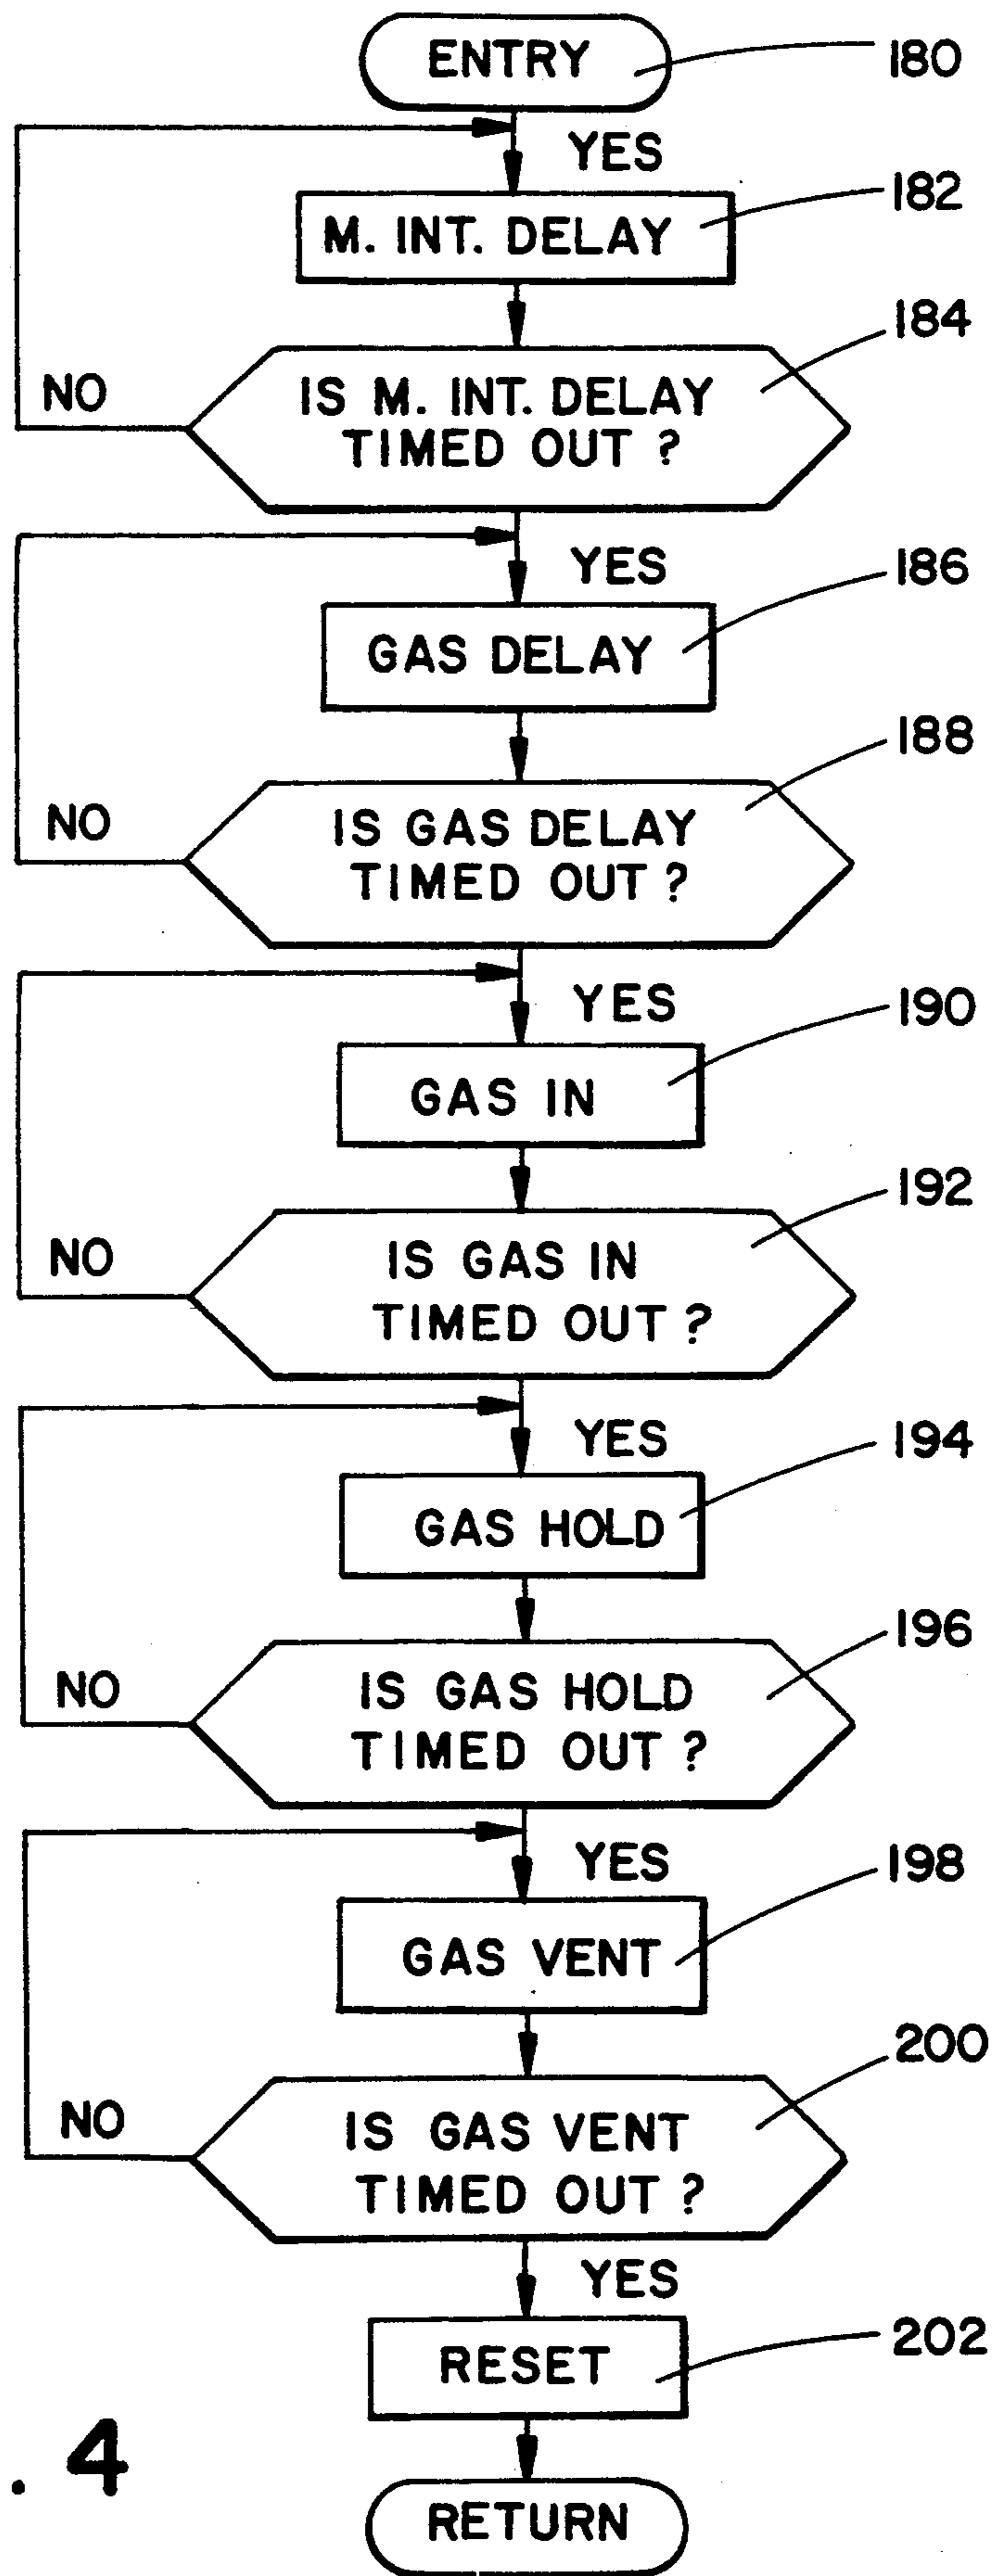 ENTRY
180
YES
182
M. INT. DELAY
184
NO
IS M. INT. DELAY
TIMED OUT ?
YES
186
GAS DELAY
188
NO
IS GAS DELAY
TIMED OUT ?
YES
190
GAS IN
192
NO
IS GAS IN
TIMED OUT ?
YES
194
GAS HOLD
196
NO
IS GAS HOLD
TIMED OUT ?
YES
198
GAS VENT
200
NO
IS GAS VENT
TIMED OUT ?
YES
202
RESET
. 4
RETURN